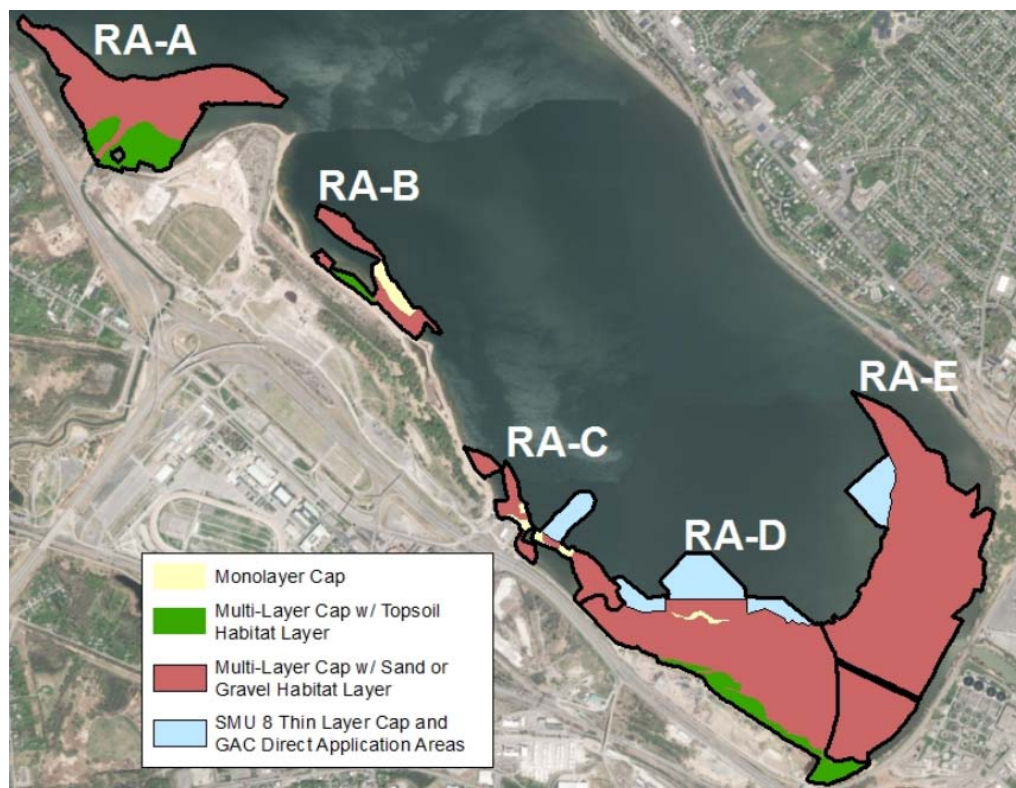 RA-A
RA-B
RA-E
RA-C
RA-D
Monolayer Cap
Multi-Layer Cap w/ Topsoil
Habitat Layer
Multi-Layer Cap w/ Sand or
Gravel Habitat Layer
SMU 8 Thin Layer Cap and
GAC Direct Application Areas